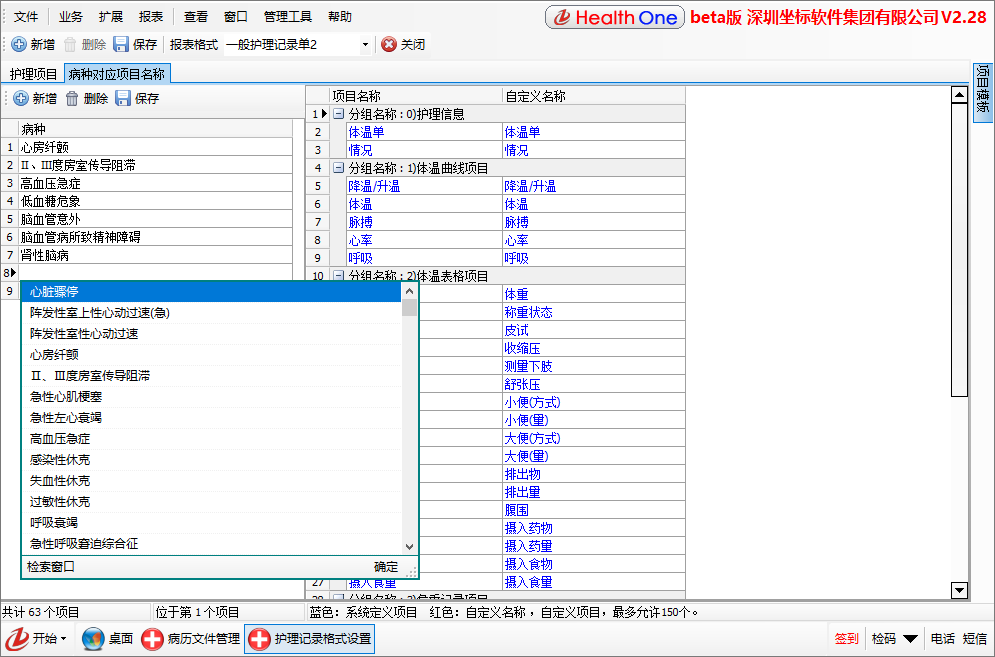 文件 业务 扩展 报表 查看 窗口 管理工具 帮助 Health One beta版 深圳坐标软件集团有限公司V2.28
新增 删除 保存 报表格式 一般护理记录单2 关闭
护理项目 病种对应项目名称
新增 删除 保存
病种
1 心房纤颤
2 Ⅱ、Ⅲ度房室传导阻滞
3 高血压急症
4 低血糖危象
5 脑血管意外
6 脑血管病所致精神障碍
7 肾性脑病
8
9
心脏骤停
阵发性室上性心动过速(急)
阵发性室性心动过速
心房纤颤
Ⅱ、Ⅲ度房室传导阻滞
急性心肌梗塞
急性左心衰竭
高血压急症
感染性休克
失血性休克
过敏性休克
呼吸衰竭
急性呼吸窘迫综合征
检索窗口 确定
项目名称 自定义名称
1 分组名称 : 0)护理信息
2 体温单 体温单
3 情况 情况
4 分组名称 : 1)体温曲线项目
5 降温/升温 降温/升温
6 体温 体温
7 脉搏 脉搏
8 心率 心率
9 呼吸 呼吸
10 分组名称 : 2)体温表格项目
体重
称重状态
皮试
收缩压
测量下肢
舒张压
小便(方式)
小便(量)
大便(方式)
大便(量)
排出物
排出量
腹围
摄入药物
摄入药量
摄入食物
27 摄入食量 摄入食量
28 分组名称 : 3)危重记录项目
项目模板
共计 63 个项目 位于第 1 个项目 蓝色：系统定义项目 红色：自定义名称，自定义项目，最多允许150个。
开始 桌面 病历文件管理 护理记录格式设置 签到 检码 电话 短信